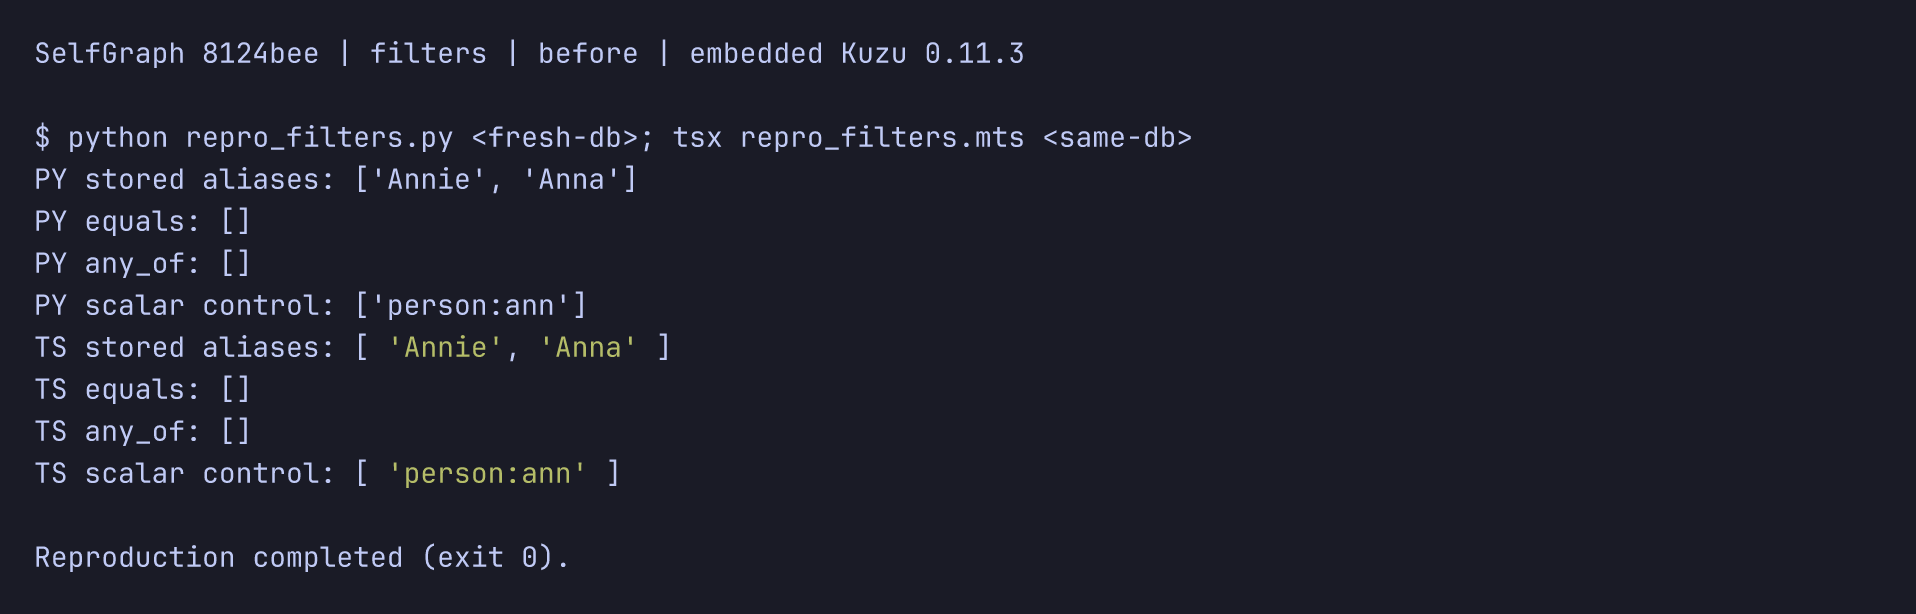 SelfGraph 8124bee | filters | before | embedded Kuzu 0.11.3
$ python repro_filters.py <fresh-db>; tsx repro_filters.mts <same-db>
PY stored aliases: ['Annie', 'Anna']
PY equals: []
PY any_of: []
PY scalar control: ['person:ann']
TS stored aliases: [ 'Annie', 'Anna' ]
TS equals: []
TS any_of: []
TS scalar control: [ 'person:ann' ]
Reproduction completed (exit 0).